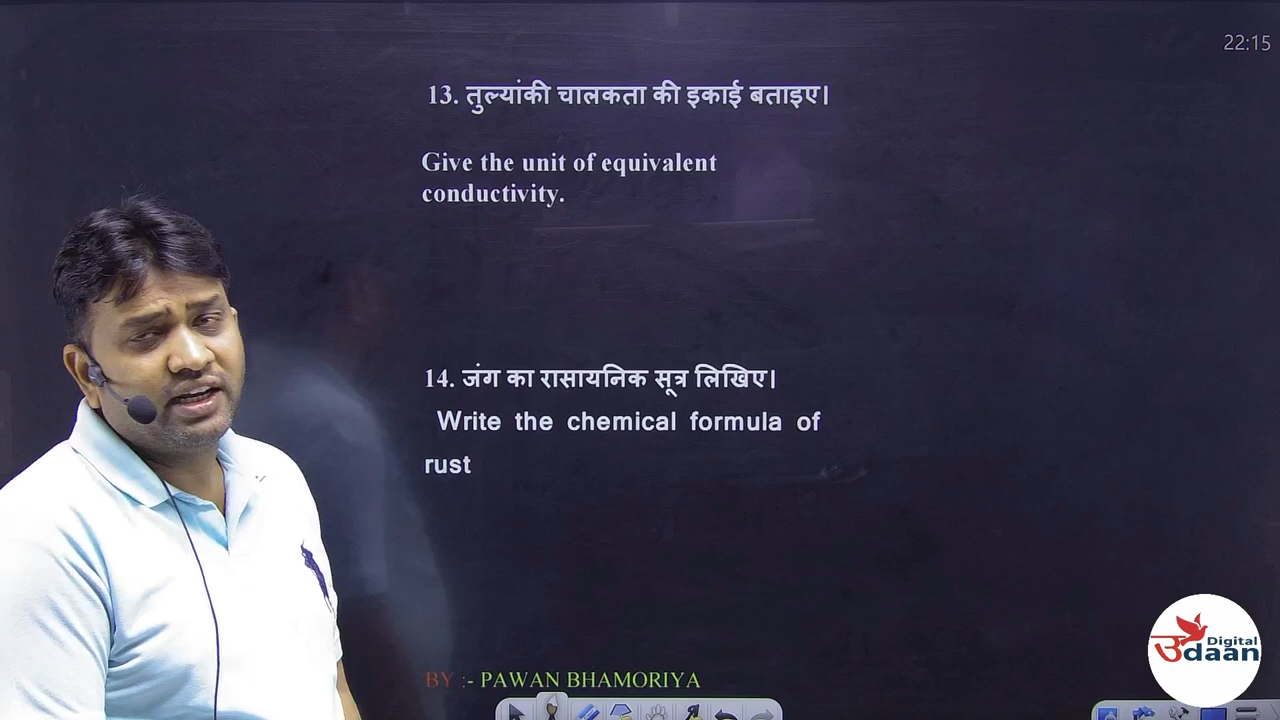 22:15
13. तुल्यांकी चालकता की इकाई बताइए।
Give the unit of equivalent
conductivity.
14. जंग का रासायनिक सूत्र लिखिए।
Write the chemical formula of
rust
BY :- PAWAN BHAMORIYA
Digital
उdaan